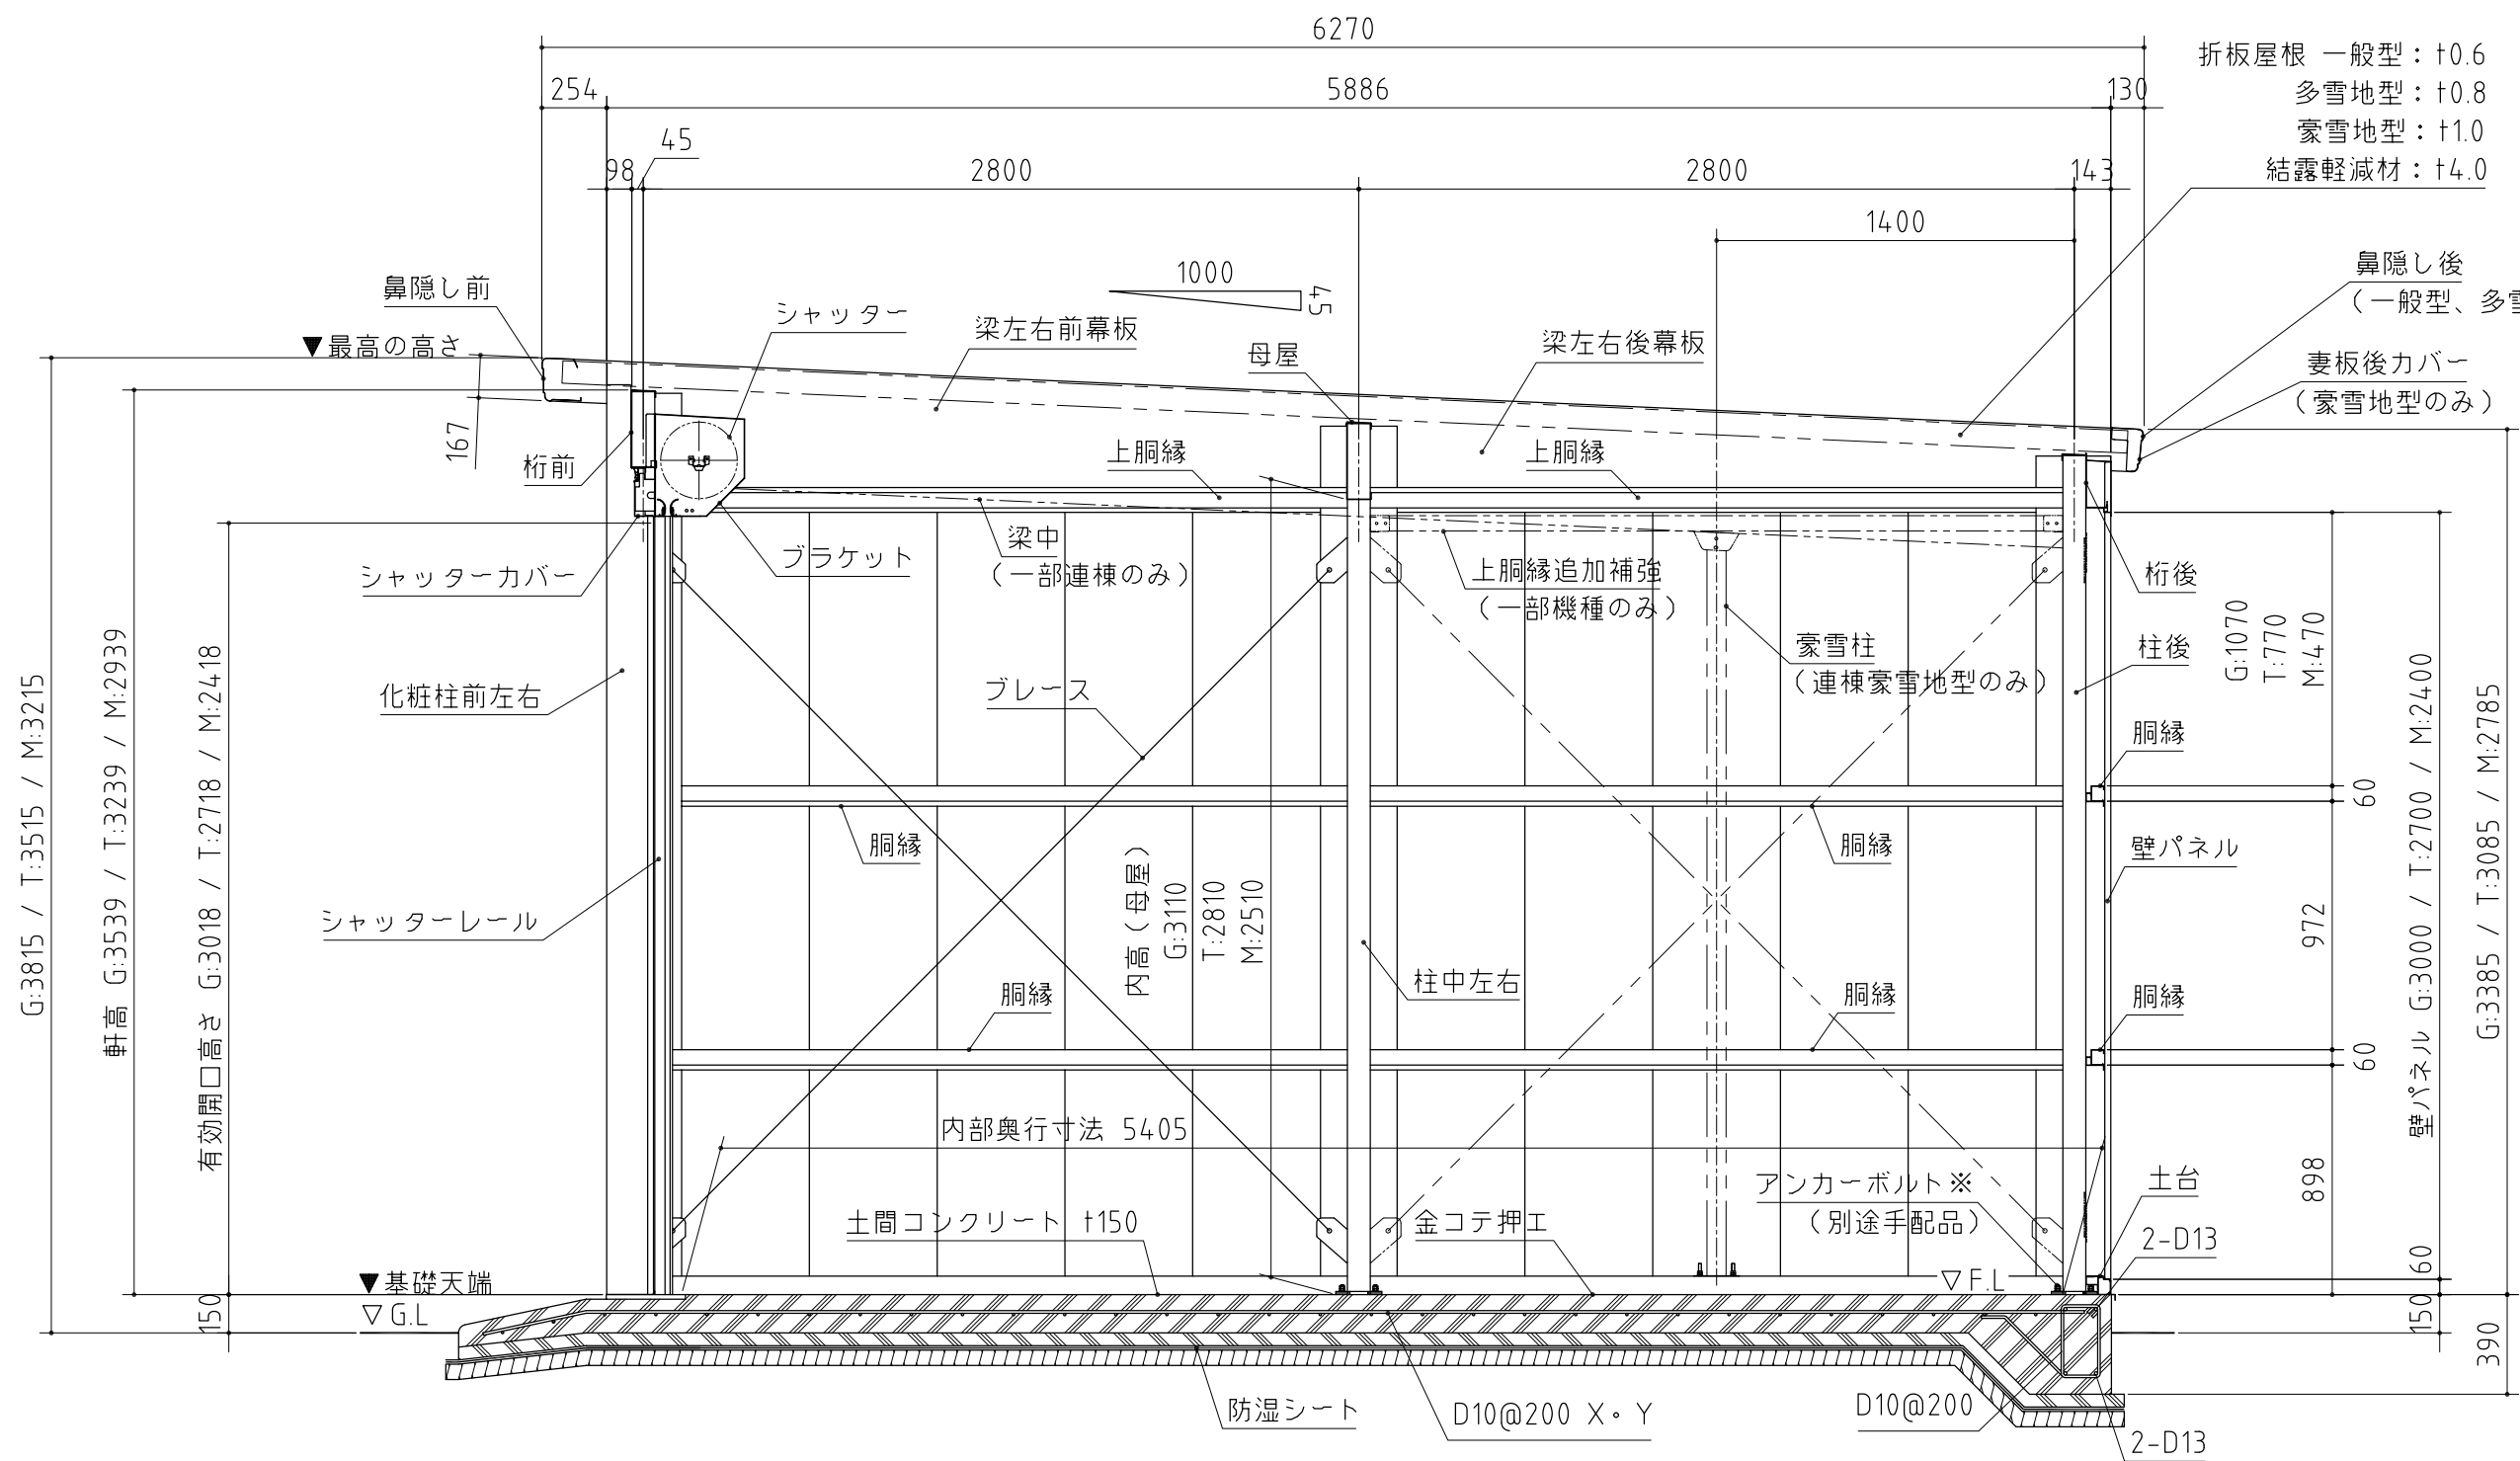 6270
折板屋根 一般型：t0.6
254
5886
130
多雪地型：t0.8
豪雪地型：t1.0
45
98
2800
2800
143
結露軽減材：t4.0
1400
1000
45
鼻隠し前
シャッター
梁左右前幕板
母屋
梁左右後幕板
鼻隠し後
（一般型、多雪
▼最高の高さ
妻板後カバー
（豪雪地型のみ）
167
桁前
上胴縁
上胴縁
シャッターカバー
ブラケット
梁中
（一部連棟のみ）
上胴縁追加補強
（一部機種のみ）
桁後
豪雪柱
（連棟豪雪地型のみ）
柱後
G:1070
T:770
M:470
化粧柱前左右
ブレース
胴縁
60
胴縁
胴縁
壁パネル
シャッターレール
内高（母屋）
G:3110
T:2810
M:2510
972
柱中左右
胴縁
胴縁
胴縁
60
G:3815 / T:3515 / M:3215
軒高 G:3539 / T:3239 / M:2939
有効開口高さ G:3018 / T:2718 / M:2418
壁パネル G:3000 / T:2700 / M:2400
G:3385 / T:3085 / M:2785
内部奥行寸法 5405
898
アンカーボルト※
（別途手配品）
土台
土間コンクリート t150
金コテ押エ
2-D13
60
▼基礎天端
▽F.L
▽G.L
150
150
390
防湿シート
D10@200 X・Y
D10@200
2-D13